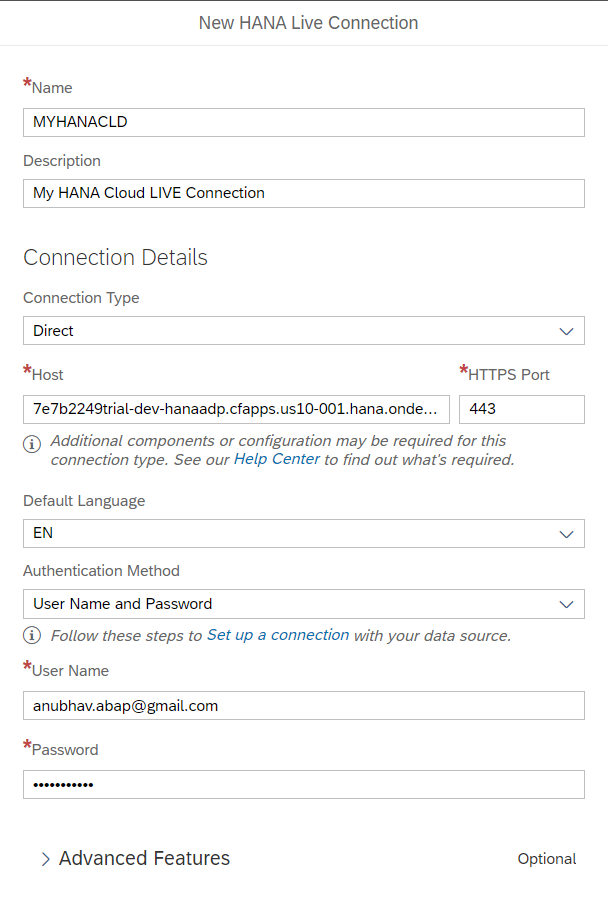 New HANA Live Connection
*Name
MYHANACLD
Description
My HANA Cloud LIVE Connection
Connection Details
Connection Type
Direct
*Host *HTTPS Port
7e7b2249trial-dev-hanaadp.cfapps.us10-001.hana.onde... 443
Additional components or configuration may be required for this
connection type. See our Help Center to find out what's required.
Default Language
EN
Authentication Method
User Name and Password
Follow these steps to Set up a connection with your data source.
*User Name
anubhav.abap@gmail.com
*Password
•••••••••••
Advanced Features Optional